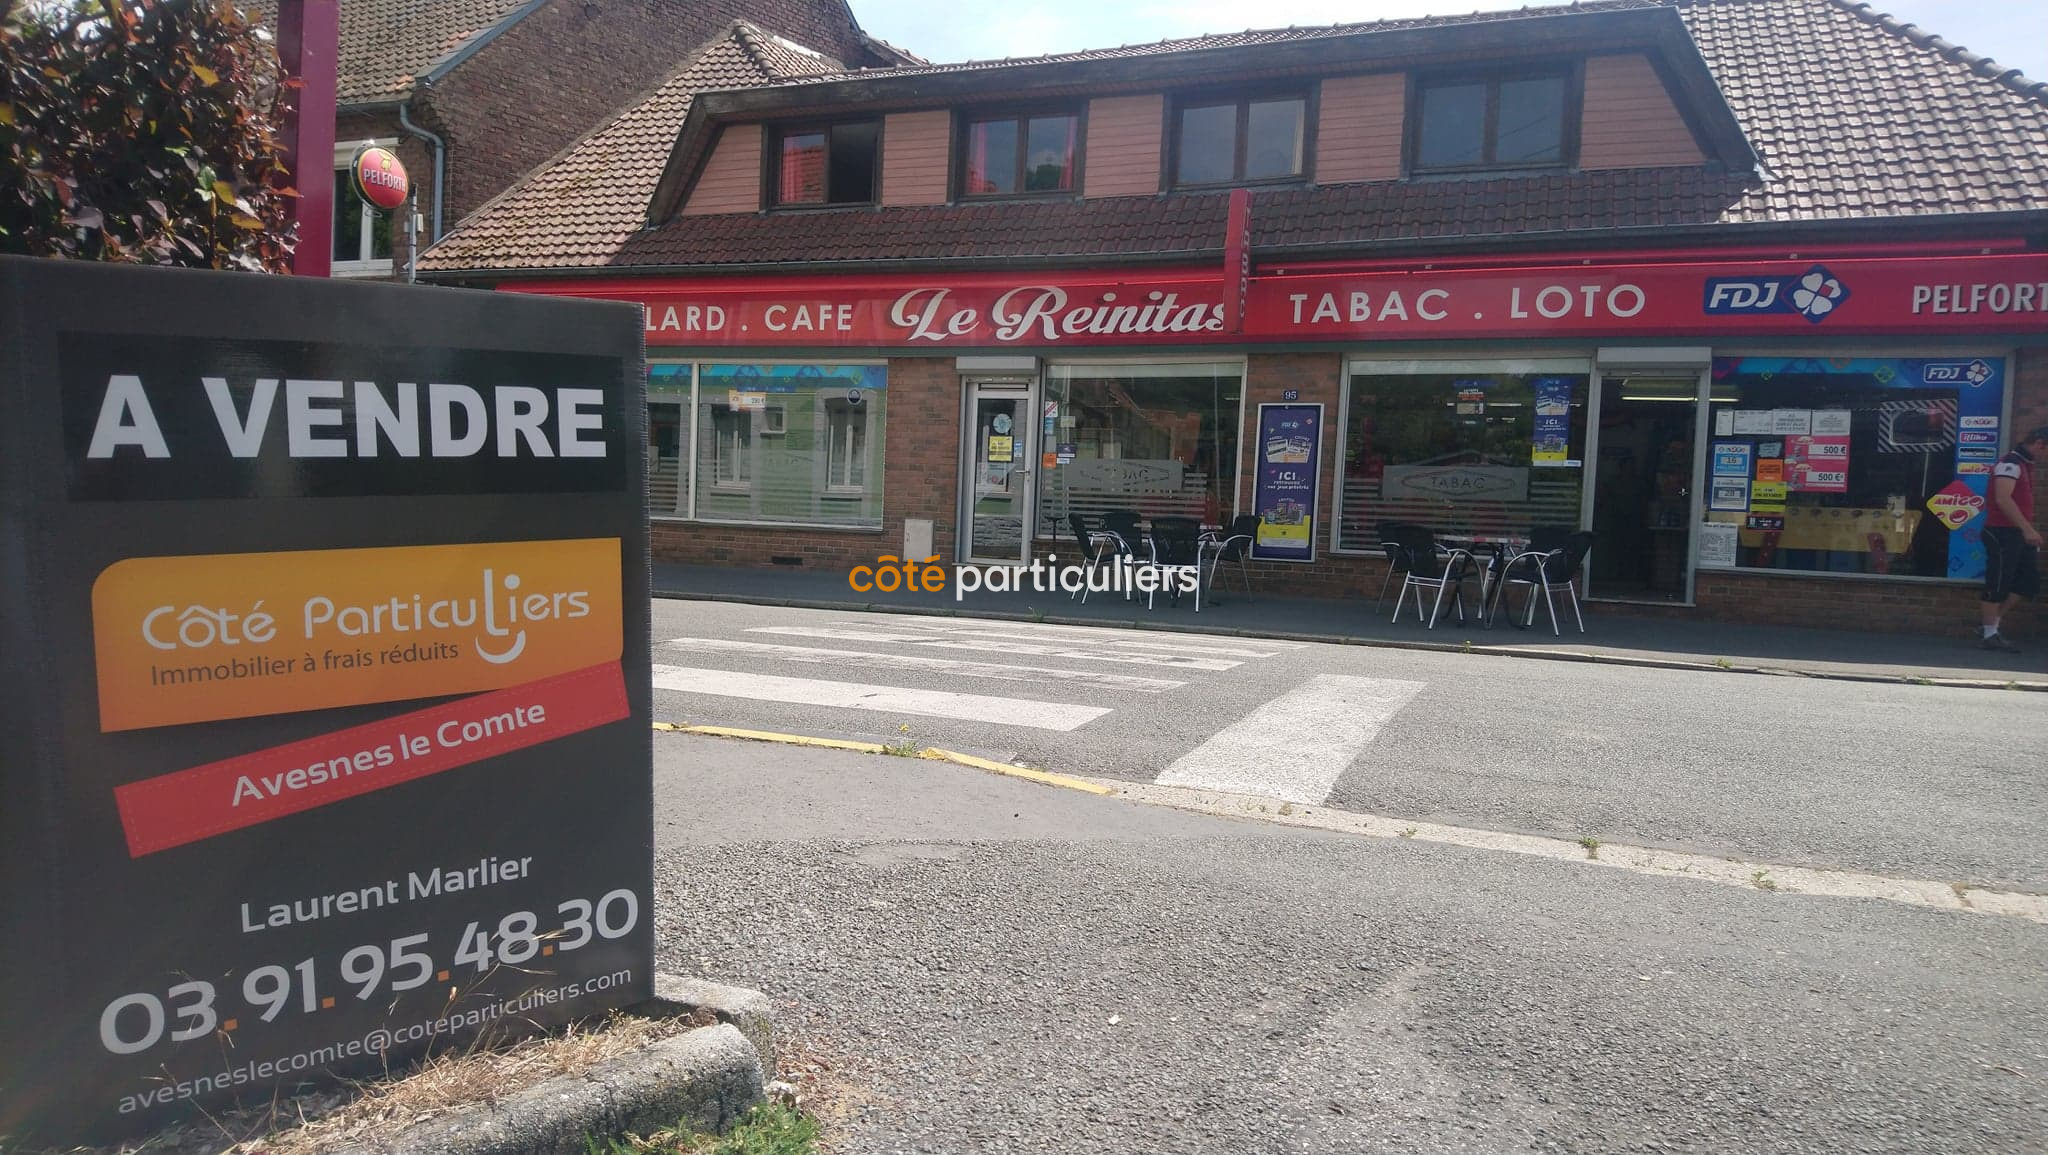 A VENDRE
Côté Particuliers
Immobilier à frais réduits
Avesnes le Comte
Laurent Marlier
03.91.95.48.30
avesneslecomte@coteparticuliers.com
PELFORTH
LARD . CAFE Le Reinitas TABAC . LOTO FDJ PELFORT
FDJ
95
TABAC
TABAC
ICI
ICI
500 €
500 €
AMIGO
côté particuliers